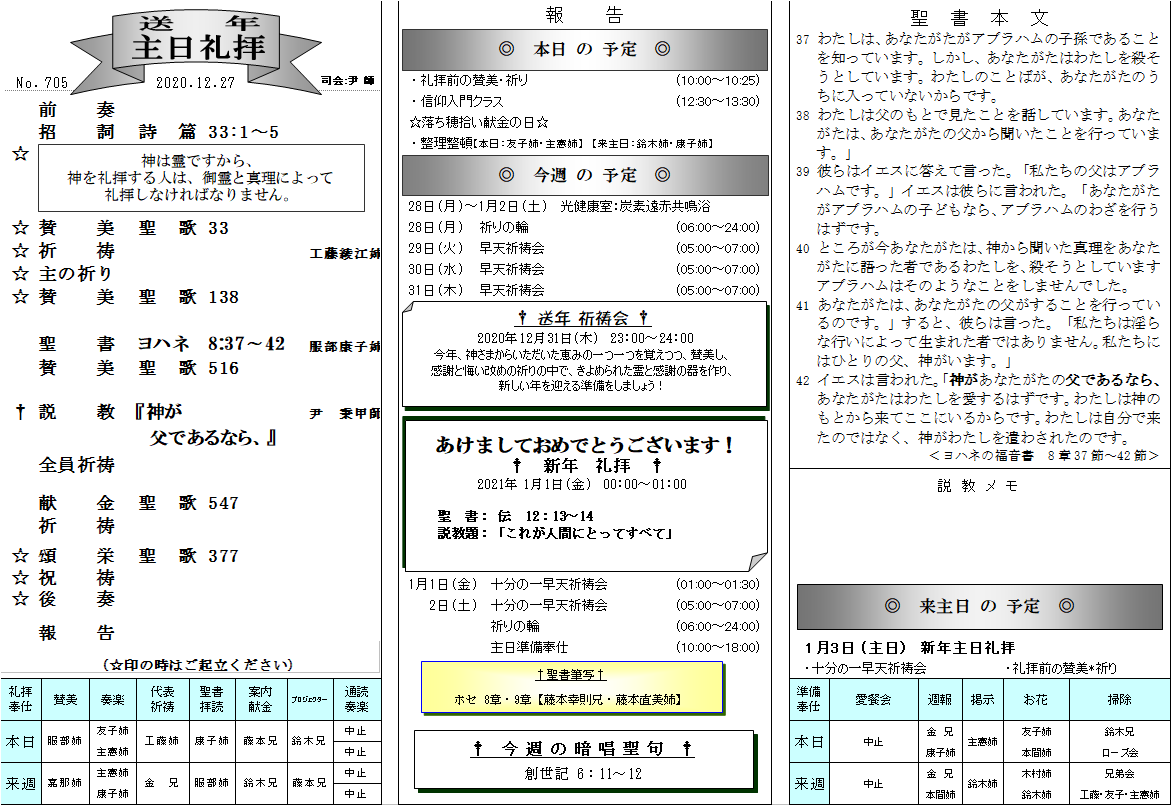 送　年
主日礼拝
No. 705
2020.12.27
司会:尹 師
前　奏
招　詞 詩 篇 33:1～5
☆
神は霊ですから、
神を礼拝する人は、御霊と真理によって
礼拝しなければなりません。
☆ 賛　美 聖 歌 33
☆ 祈　祷 工藤綾江姉
☆ 主の祈り
☆ 賛　美 聖 歌 138
聖　書 ヨハネ 8:37～42 服部康子姉
賛　美 聖 歌 516
† 説　教 『神が 尹 秉甲師
父であるなら、』
全員祈祷
献　金 聖 歌 547
祈　祷
☆ 頌　栄 聖 歌 377
☆ 祝　祷
☆ 後　奏
報　告
(☆印の時はご起立ください)
礼拝奉仕 賛美 奏楽 代表祈祷 聖書拝読 案内献金 プロジェクター 通読奏楽
本日 服部姉 友子姉 主憲姉 工藤姉 康子姉 藤本兄 鈴木兄 中止 中止
来週 嘉那姉 主憲姉 康子姉 金 兄 服部姉 鈴木兄 藤本兄 中止 中止
報　告
◎ 本日 の 予定 ◎
・礼拝前の賛美・祈り (10:00～10:25)
・信仰入門クラス (12:30～13:30)
☆落ち穂拾い献金の日☆
・整理整頓【本日：友子姉・主憲姉】【来主日：鈴木姉・康子姉】
◎ 今週 の 予定 ◎
28日(月)～1月2日(土) 光健康室：炭素遠赤共鳴浴
28日(月) 祈りの輪 (06:00～24:00)
29日(火) 早天祈祷会 (05:00～07:00)
30日(水) 早天祈祷会 (05:00～07:00)
31日(木) 早天祈祷会 (05:00～07:00)
† 送年 祈祷会 †
2020年12月31日(木) 23:00～24:00
今年、神さまからいただいた恵みの一つ一つを覚えつつ、賛美し、
感謝と悔い改めの祈りの中で、きよめられた霊と感謝の器を作り、
新しい年を迎える準備をしましょう！
あけましておめでとうございます！
† 新年 礼拝 †
2021年 1月1日(金) 00:00～01:00
聖 書： 伝 12：13～14
説教題：「これが人間にとってすべて」
1月1日(金) 十分の一早天祈祷会 (01:00～01:30)
2日(土) 十分の一早天祈祷会 (05:00～07:00)
祈りの輪 (06:00～24:00)
主日準備奉仕 (10:00～18:00)
†聖書筆写†
ホセ 8章・9章【藤本幸則兄・藤本直美姉】
† 今週の暗唱聖句 †
創世記 6：11～12
聖 書 本 文
37 わたしは、あなたがたがアブラハムの子孫であること
を知っています。しかし、あなたがたはわたしを殺そ
うとしています。わたしのことばが、あなたがたのう
ちに入っていないからです。
38 わたしは父のもとで見たことを話しています。あなた
がたは、あなたがたの父から聞いたことを行っていま
す。」
39 彼らはイエスに答えて言った。「私たちの父はアブラ
ハムです。」イエスは彼らに言われた。「あなたがた
がアブラハムの子どもなら、アブラハムのわざを行う
はずです。
40 ところが今あなたがたは、神から聞いた真理をあなた
がたに語った者であるわたしを、殺そうとしています
アブラハムはそのようなことをしませんでした。
41 あなたがたは、あなたがたの父がすることを行ってい
るのです。」すると、彼らは言った。「私たちは淫ら
な行いによって生まれた者ではありません。私たちに
はひとりの父、神がいます。」
42 イエスは言われた。「神があなたがたの父であるなら、
あなたがたはわたしを愛するはずです。わたしは神の
もとから来てここにいるからです。わたしは自分で来
たのではなく、神がわたしを遣わされたのです。
＜ヨハネの福音書　8章37節～42節＞
説 教 メ モ
◎ 来主日 の 予定 ◎
1月3日(主日) 新年主日礼拝
・十分の一早天祈祷会 ・礼拝前の賛美*祈り
準備奉仕 愛餐会 週報 掲示 お花 掃除
本日 中止 金 兄 康子姉 主憲姉 友子姉 本間姉 鈴木兄 ローズ会
来週 中止 金 兄 本間姉 鈴木姉 木村姉 鈴木姉 兄弟会 工藤・友子・主憲姉